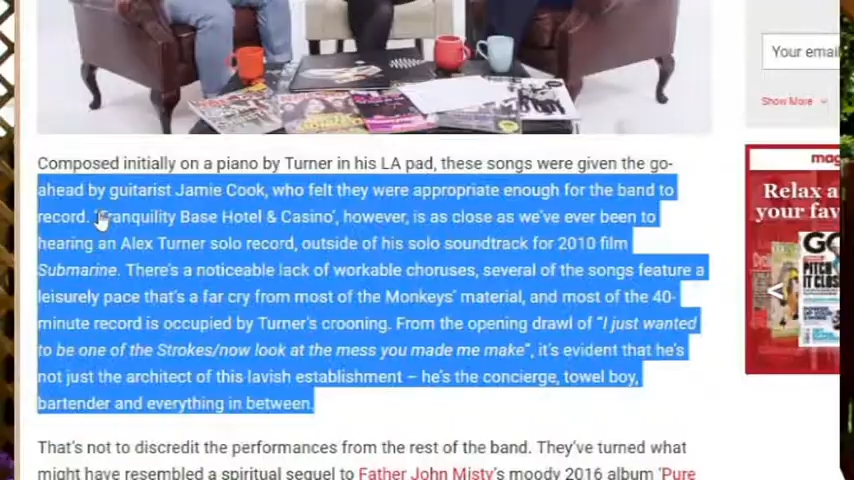 Your email
Show More
mag
Relax a
your fav
GQ
PITCH
Composed initially on a piano by Turner in his LA pad, these songs were given the go-
ahead by guitarist Jamie Cook, who felt they were appropriate enough for the band to
record. 'Tranquility Base Hotel & Casino', however, is as close as we've ever been to
hearing an Alex Turner solo record, outside of his solo soundtrack for 2010 film
Submarine. There's a noticeable lack of workable choruses, several of the songs feature a
leisurely pace that's a far cry from most of the Monkeys' material, and most of the 40-
minute record is occupied by Turner's crooning. From the opening drawl of "I just wanted
to be one of the Strokes/now look at the mess you made me make", it's evident that he's
not just the architect of this lavish establishment – he's the concierge, towel boy,
bartender and everything in between.
That's not to discredit the performances from the rest of the band. They've turned what
might have resembled a spiritual sequel to Father John Misty's moody 2016 album 'Pure